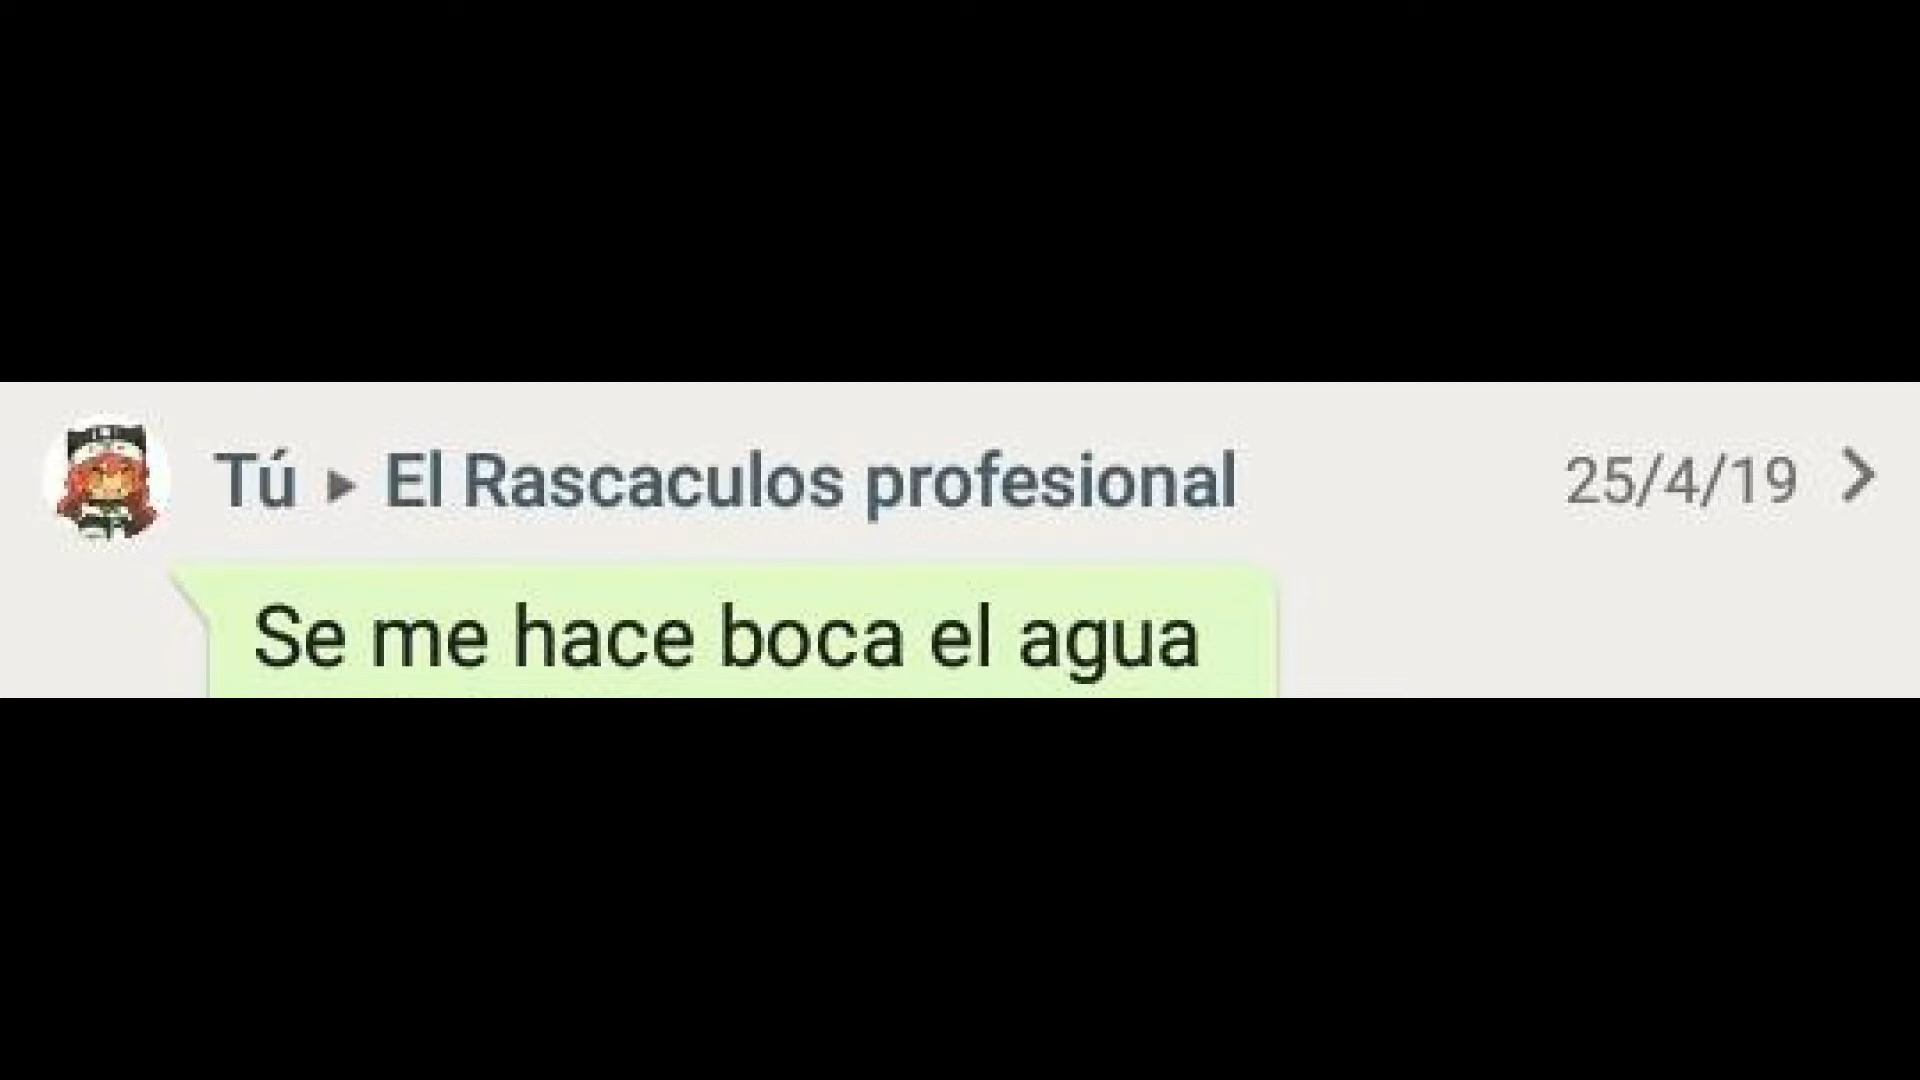 Tú ▸ El Rascaculos profesional 25/4/19
Se me hace boca el agua